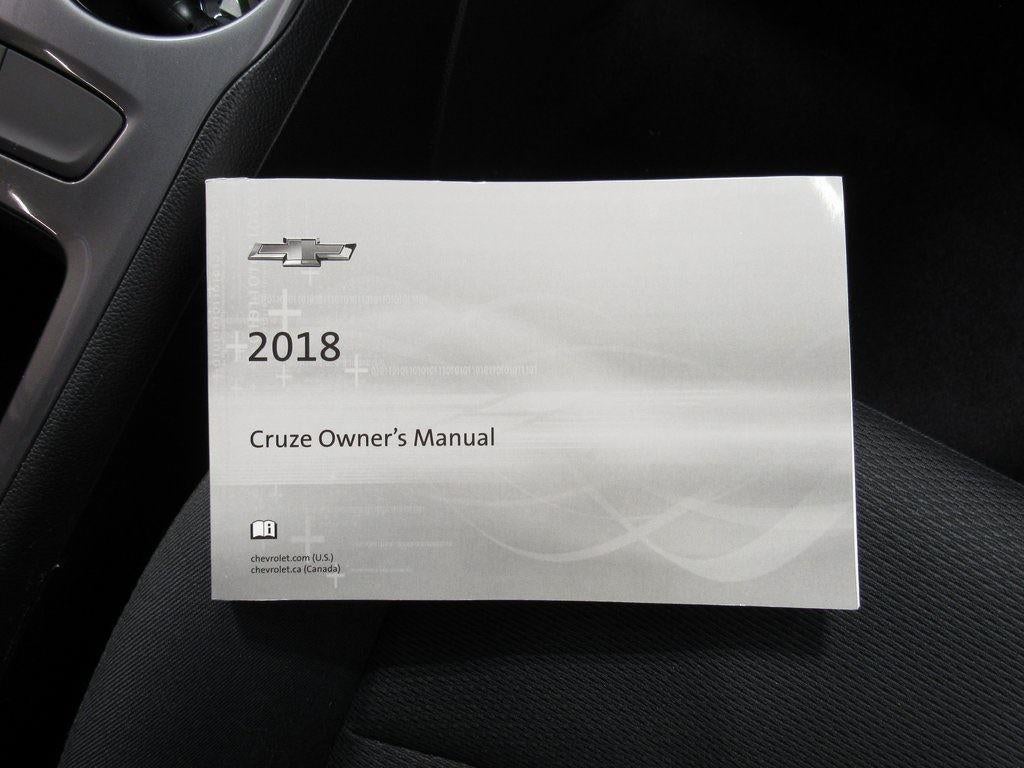 2018
Cruze Owner's Manual
chevrolet.com (U.S.)
chevrolet.ca (Canada)